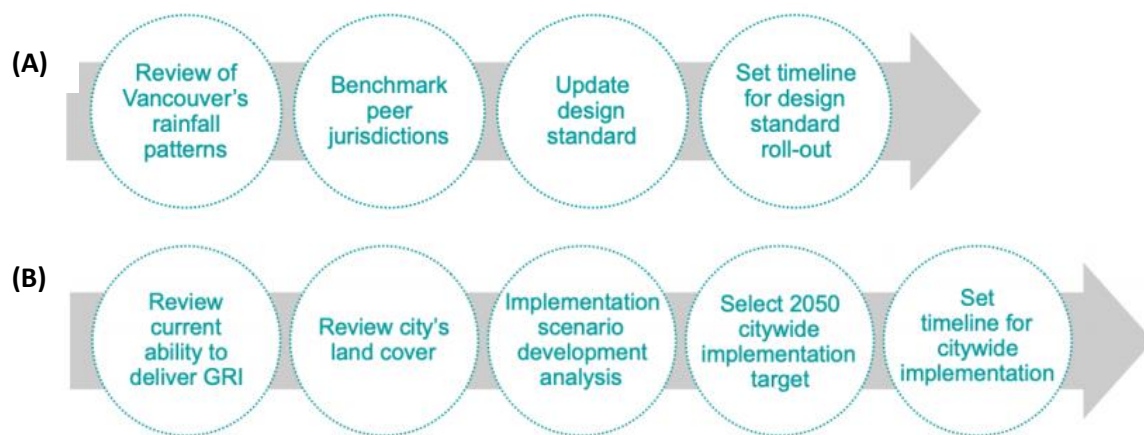 (A)
Review of
Vancouver's
rainfall
patterns
Benchmark
peer
jurisdictions
Update
design
standard
Set timeline
for design
standard
roll-out
(B)
Review
current
ability to
deliver GRI
Review city's
land cover
Implementation
scenario
development
analysis
Select 2050
citywide
implementation
target
Set
timeline for
citywide
implementation